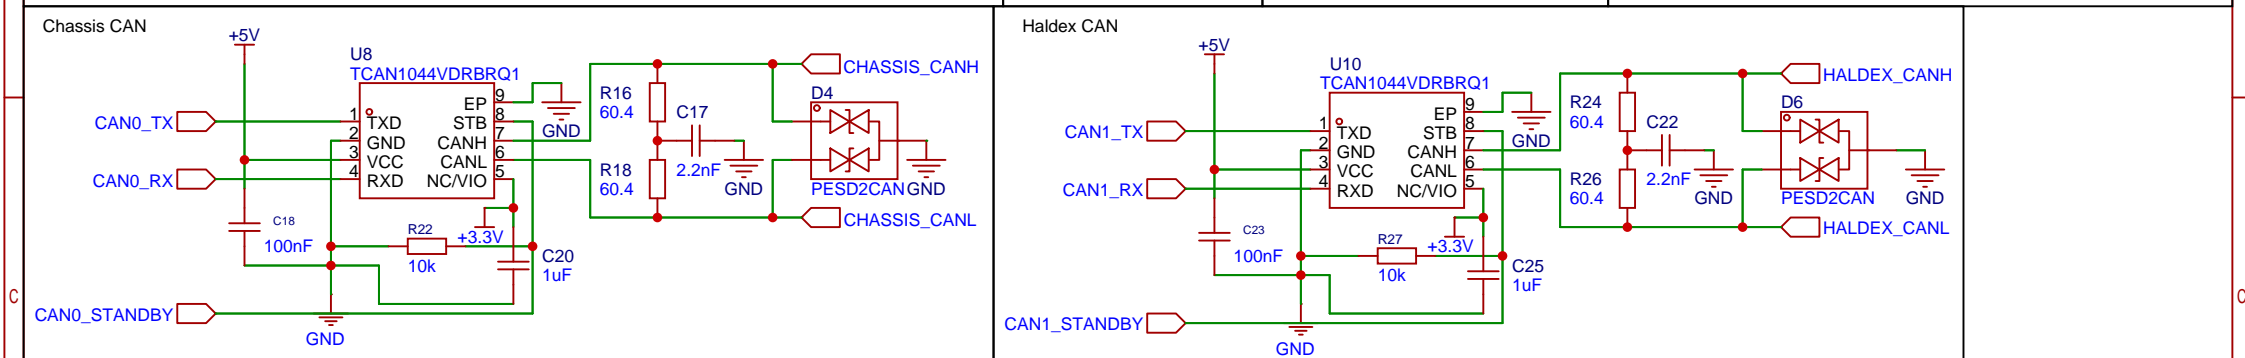 Chassis CAN
+5V
U8
TCAN1044VDRBRQ1
CAN0_TX
CAN0_RX
1
2
3
4
TXD
GND
VCC
RXD
EP
STB
CANH
CANL
NC/VIO
9
8
7
6
5
GND
R16
60.4
R18
60.4
C17
2.2nF
GND
CHASSIS_CANH
D4
PESD2CAN
GND
CHASSIS_CANL
C18
100nF
R22
10k
+3.3V
C20
1uF
CAN0_STANDBY
GND
Haldex CAN
+5V
U10
TCAN1044VDRBRQ1
CAN1_TX
CAN1_RX
1
2
3
4
TXD
GND
VCC
RXD
EP
STB
CANH
CANL
NC/VIO
9
8
7
6
5
GND
R24
60.4
R26
60.4
C22
2.2nF
GND
HALDEX_CANH
D6
PESD2CAN
GND
HALDEX_CANL
C23
100nF
R27
10k
+3.3V
C25
1uF
CAN1_STANDBY
GND
C
C